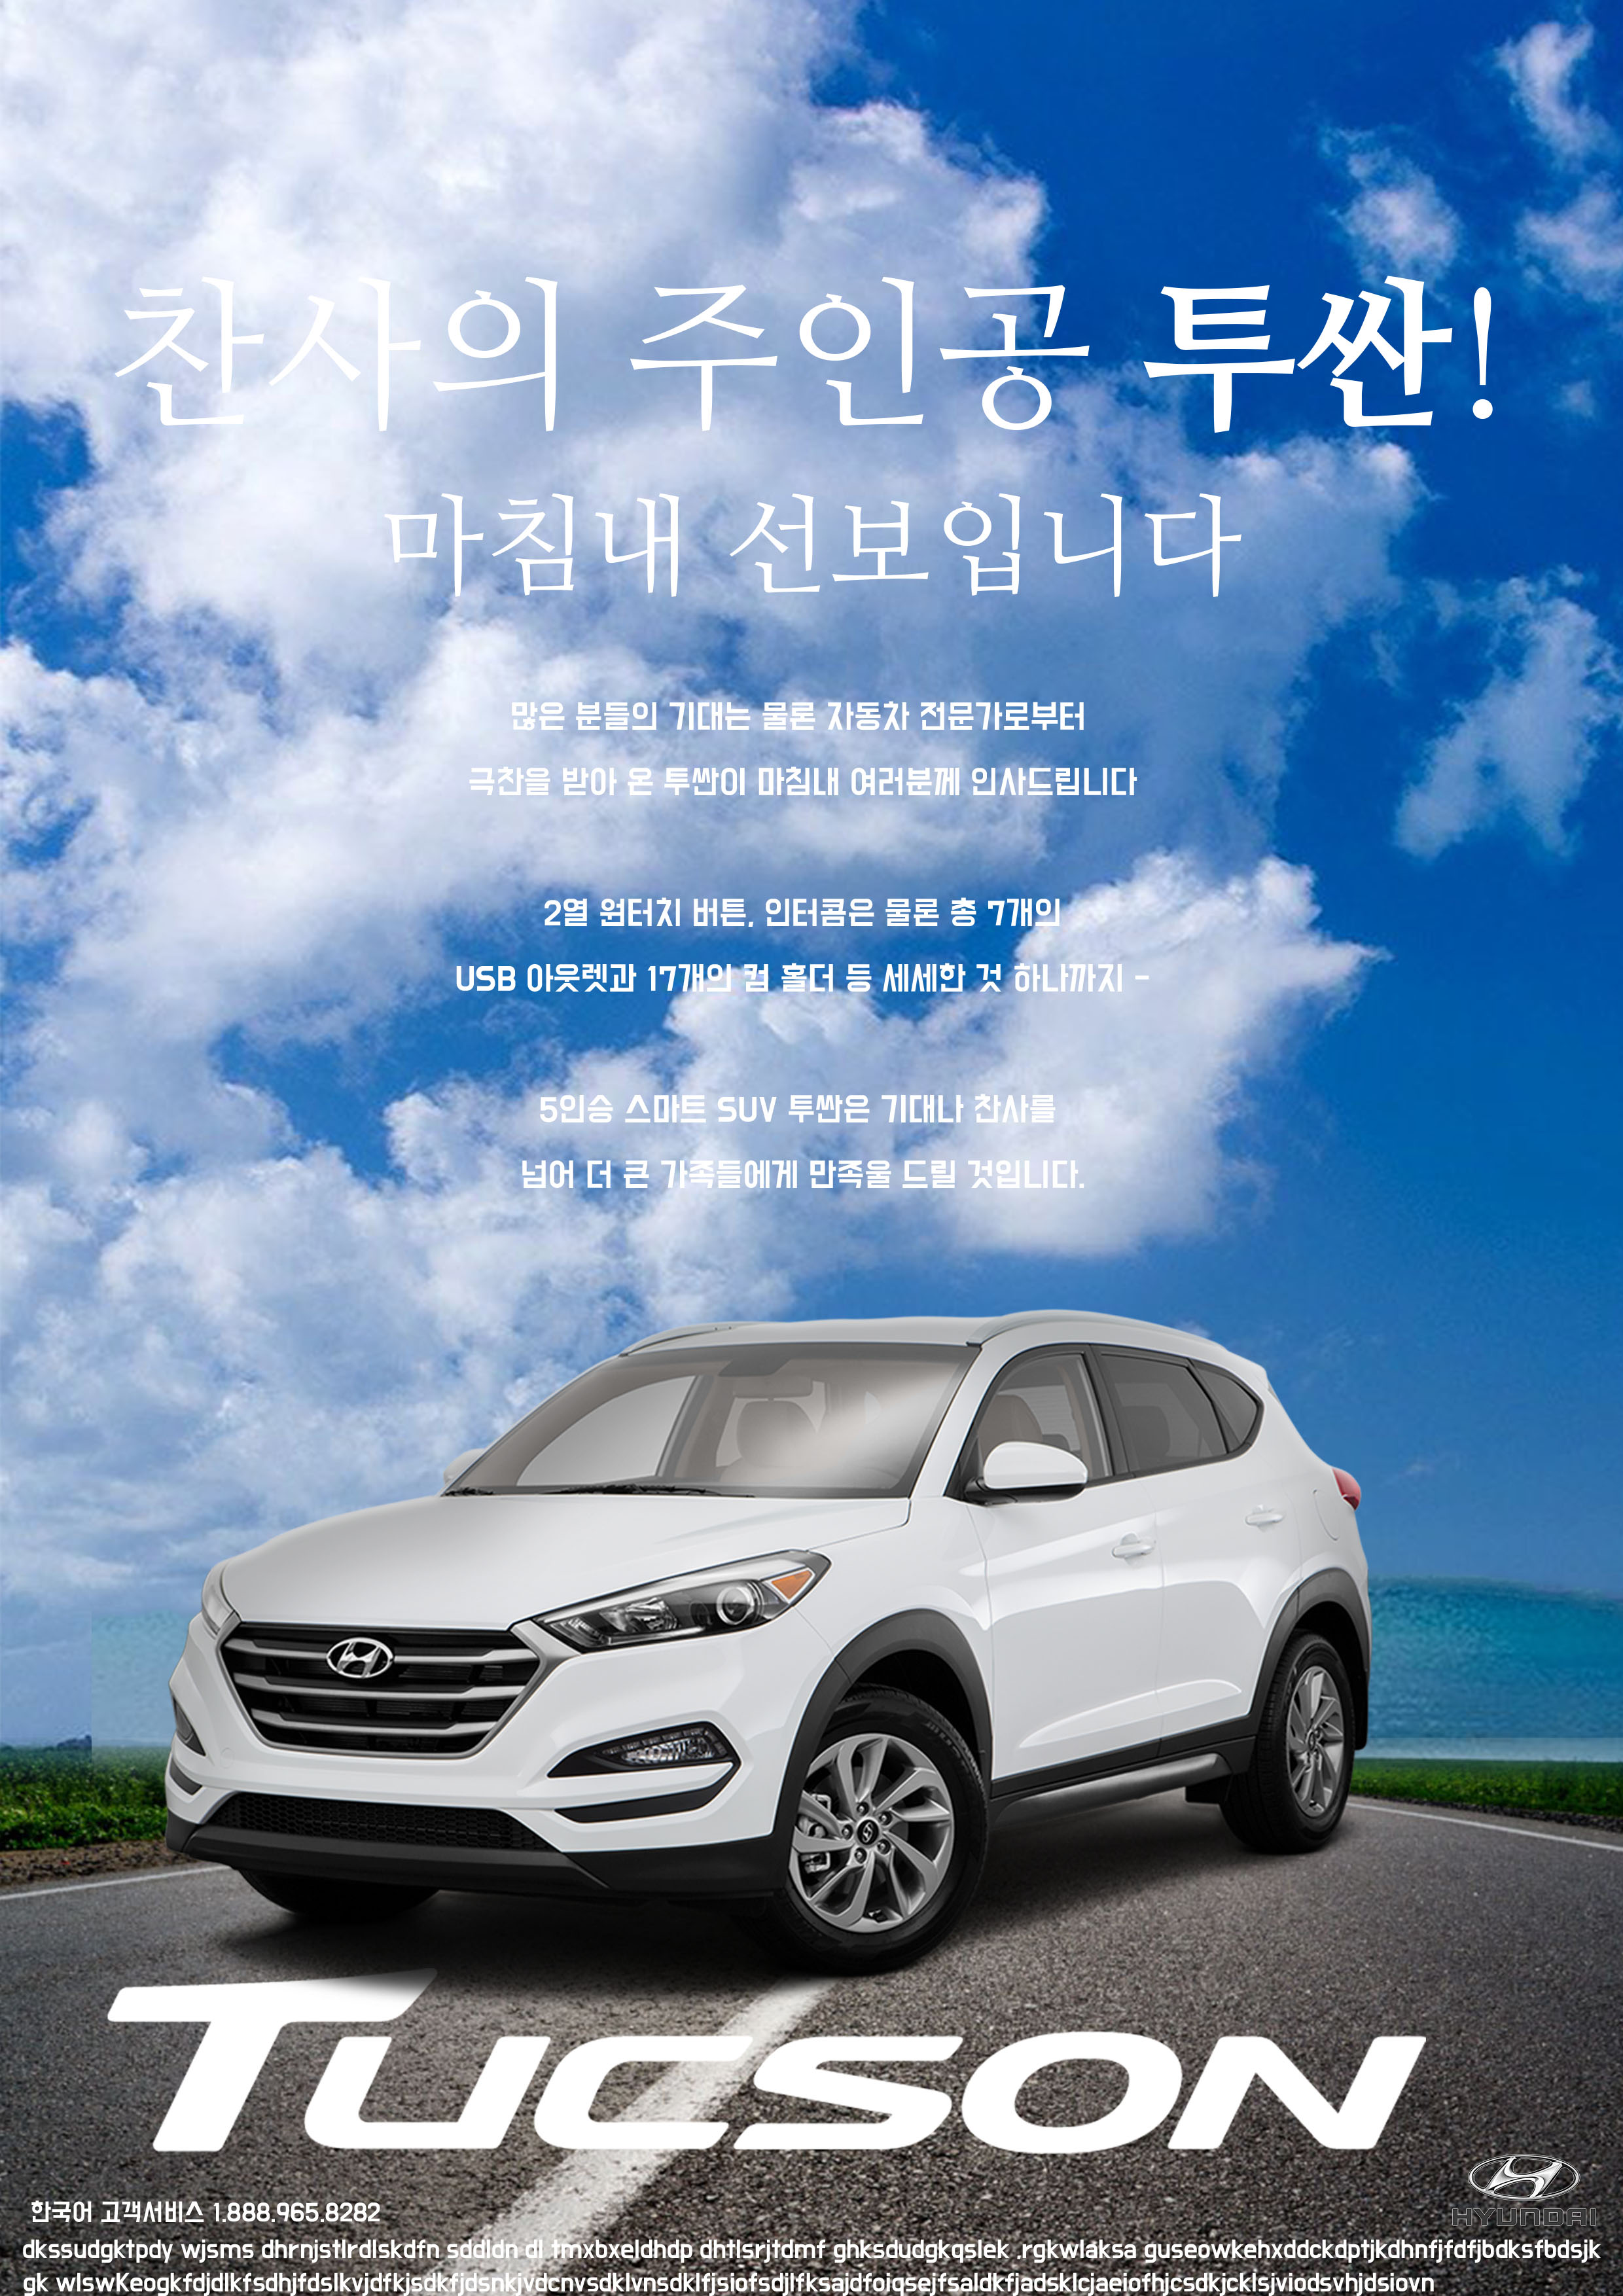 찬사의 주인공 투싼!
마침내 선보입니다
많은 분들의 기대는 물론 자동차 전문가로부터
극찬을 받아 온 투싼이 마침내 여러분께 인사드립니다
2열 원터치 버튼, 인터콤은 물론 총 7개의
USB 아웃렛과 17개의 컵 홀더 등 세세한 것 하나까지 -
5인승 스마트 SUV 투싼은 기대나 찬사를
넘어 더 큰 가족들에게 만족울 드릴 것입니다.
TUCSON
HYUNDAI
한국어 고객서비스 1.888.965.8282
dkssudgktpdy wjsms dhrnjstlrdlskdfn sddldn dl tmxbxeldhdp dhtlsrjtdmf ghksdudgkqslek .rgkwlaksa guseowkehxddckdptjkdhnfjfdfjbdksfbdsjk
gk wlswKeogkfdjdlkfsdhjfdslkvjdfkjsdkfjdsnkjvdcnvsdklvnsdklfjsiofsdjlfksajdfoiqsejfsaldkfjadsklcjaeiofhjcsdkjcklsjviodsvhjdsiovn